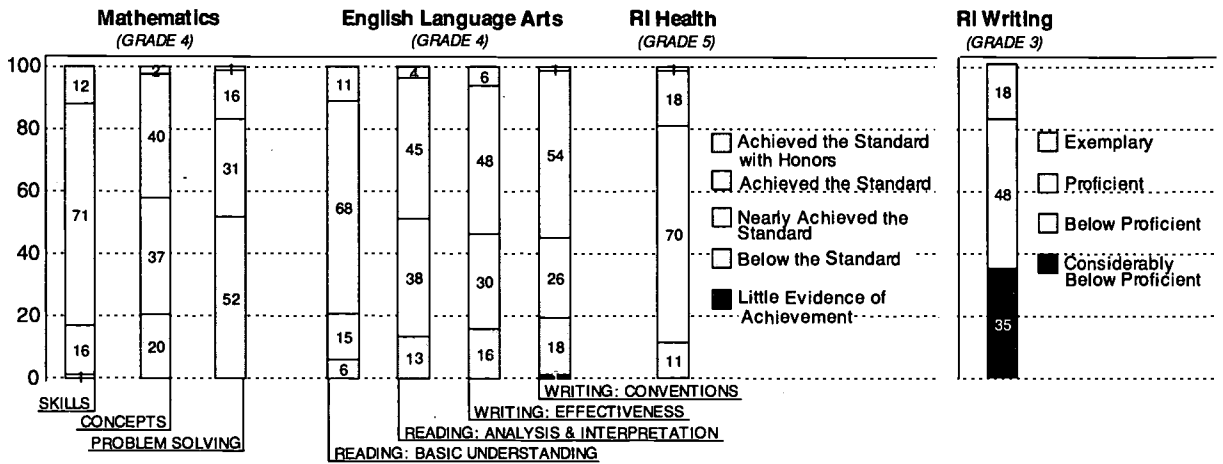 Mathematics
(GRADE 4)
English Language Arts
(GRADE 4)
RI Health
(GRADE 5)
RI Writing
(GRADE 3)
100
80
60
40
20
0
12
71
16
1
2
40
37
20
1
16
31
52
11
68
15
6
4
45
38
13
6
48
30
16
1
54
26
18
1
18
70
11
18
48
35
Achieved the Standard
with Honors
Achieved the Standard
Nearly Achieved the
Standard
Below the Standard
Little Evidence of
Achievement
Exemplary
Proficient
Below Proficient
Considerably
Below Proficient
SKILLS
CONCEPTS
PROBLEM SOLVING
WRITING: CONVENTIONS
WRITING: EFFECTIVENESS
READING: ANALYSIS & INTERPRETATION
READING: BASIC UNDERSTANDING